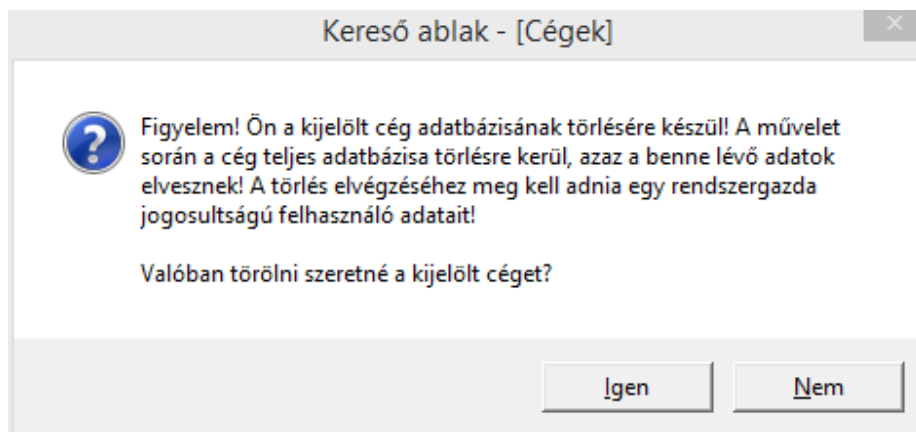 Kereső ablak - [Cégek]
Figyelem! Ön a kijelölt cég adatbázisának törlésére készül! A művelet
során a cég teljes adatbázisa törlésre kerül, azaz a benne lévő adatok
elvesznek! A törlés elvégzéséhez meg kell adnia egy rendszergazda
jogosultságú felhasználó adatait!
Valóban törölni szeretné a kijelölt céget?
Igen
Nem